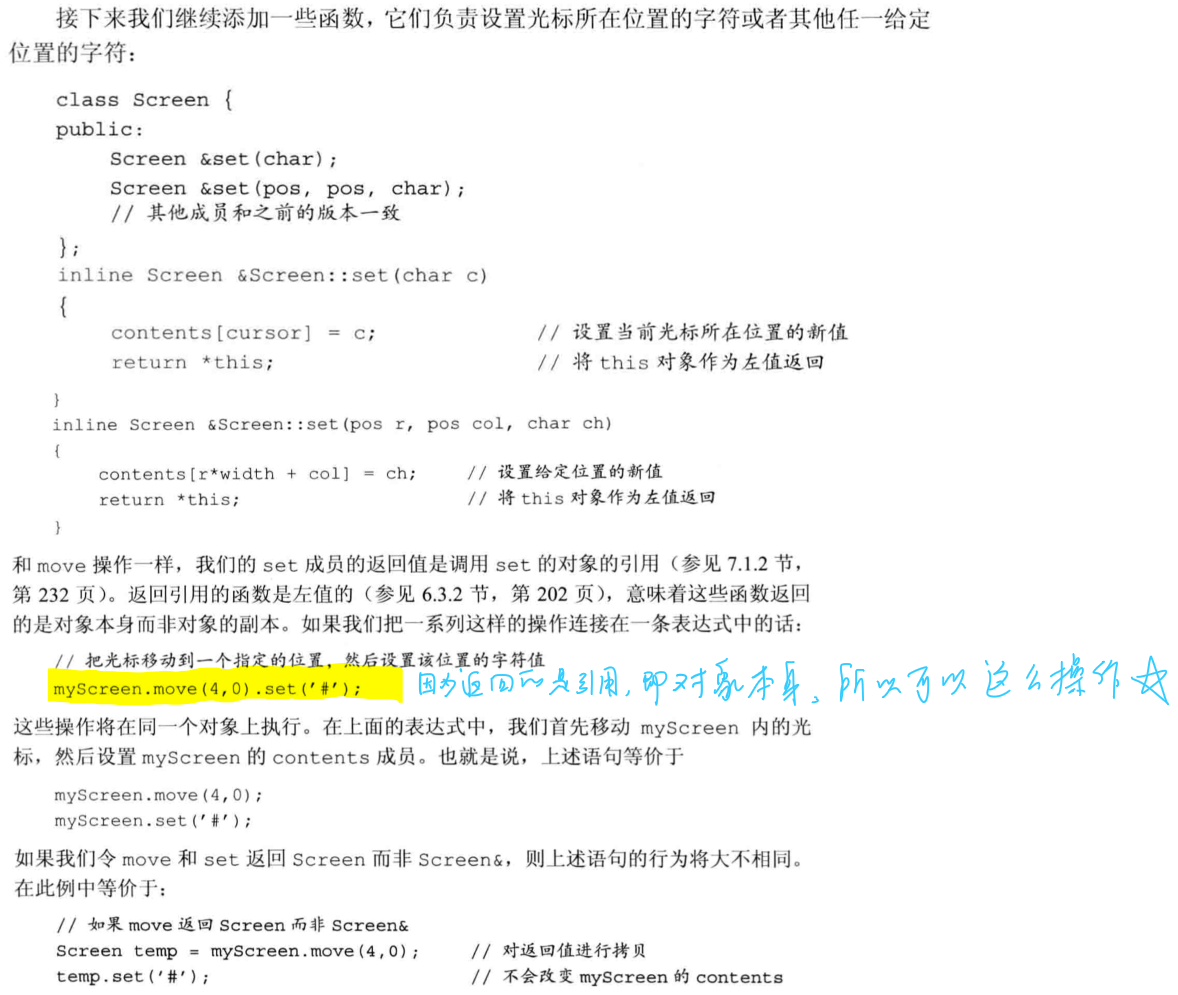 接下来我们继续添加一些函数，它们负责设置光标所在位置的字符或者其他任一给定
位置的字符：
class Screen {
public:
    Screen &set(char);
    Screen &set(pos, pos, char);
    // 其他成员和之前的版本一致
};
inline Screen &Screen::set(char c)
{
    contents[cursor] = c;    // 设置当前光标所在位置的新值
    return *this;    // 将 this 对象作为左值返回
}
inline Screen &Screen::set(pos r, pos col, char ch)
{
    contents[r*width + col] = ch;    // 设置给定位置的新值
    return *this;    // 将 this 对象作为左值返回
}
和 move 操作一样，我们的 set 成员的返回值是调用 set 的对象的引用（参见 7.1.2 节，
第 232 页）。返回引用的函数是左值的（参见 6.3.2 节，第 202 页），意味着这些函数返回
的是对象本身而非对象的副本。如果我们把一系列这样的操作连接在一条表达式中的话：
// 把光标移动到一个指定的位置，然后设置该位置的字符值
myScreen.move(4,0).set('#');    因为返回的是引用，即对象本身，所以可以这么操作☆
这些操作将在同一个对象上执行。在上面的表达式中，我们首先移动 myScreen 内的光
标，然后设置 myScreen 的 contents 成员。也就是说，上述语句等价于
myScreen.move(4,0);
myScreen.set('#');
如果我们令 move 和 set 返回 Screen 而非 Screen&，则上述语句的行为将大不相同。
在此例中等价于：
// 如果 move 返回 Screen 而非 Screen&
Screen temp = myScreen.move(4,0);    // 对返回值进行拷贝
temp.set('#');    // 不会改变 myScreen 的 contents